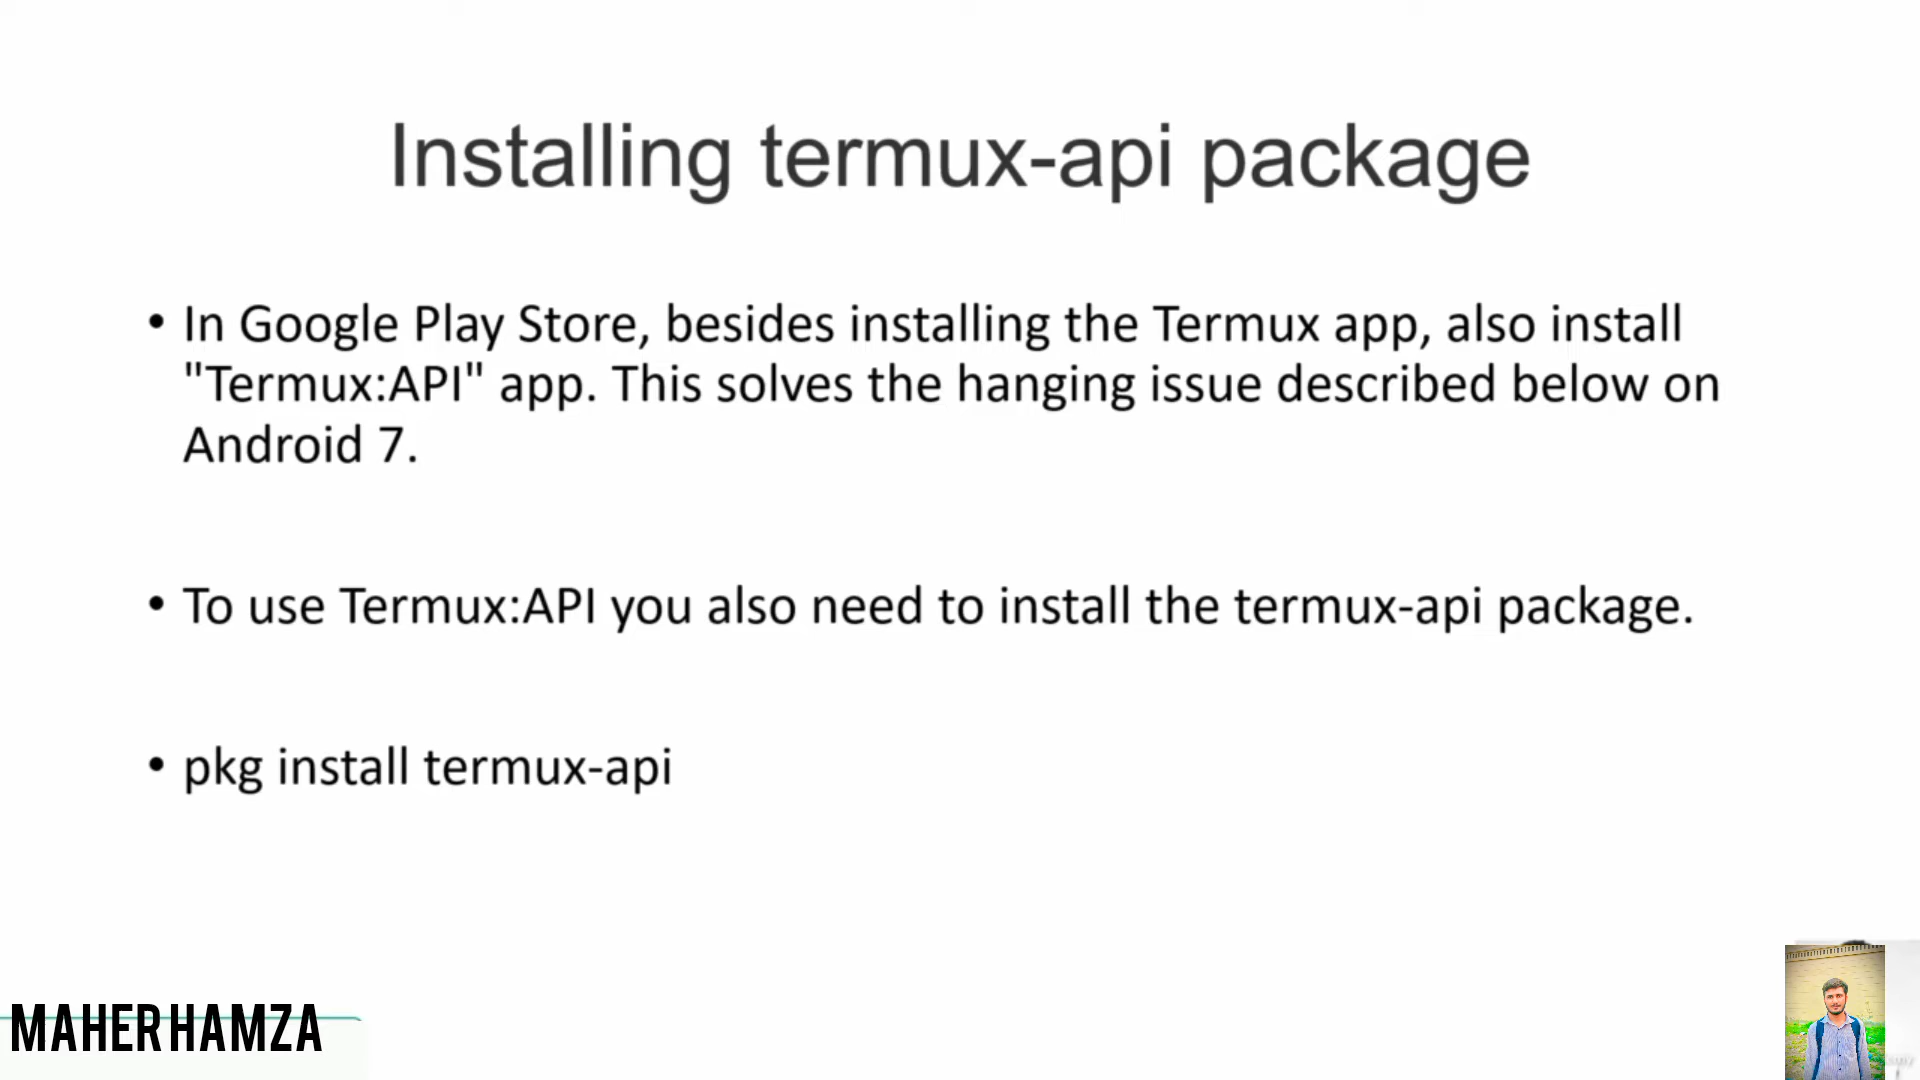 Installing termux-api package
• In Google Play Store, besides installing the Termux app, also install
"Termux:API" app. This solves the hanging issue described below on
Android 7.
• To use Termux:API you also need to install the termux-api package.
• pkg install termux-api
MAHER HAMZA